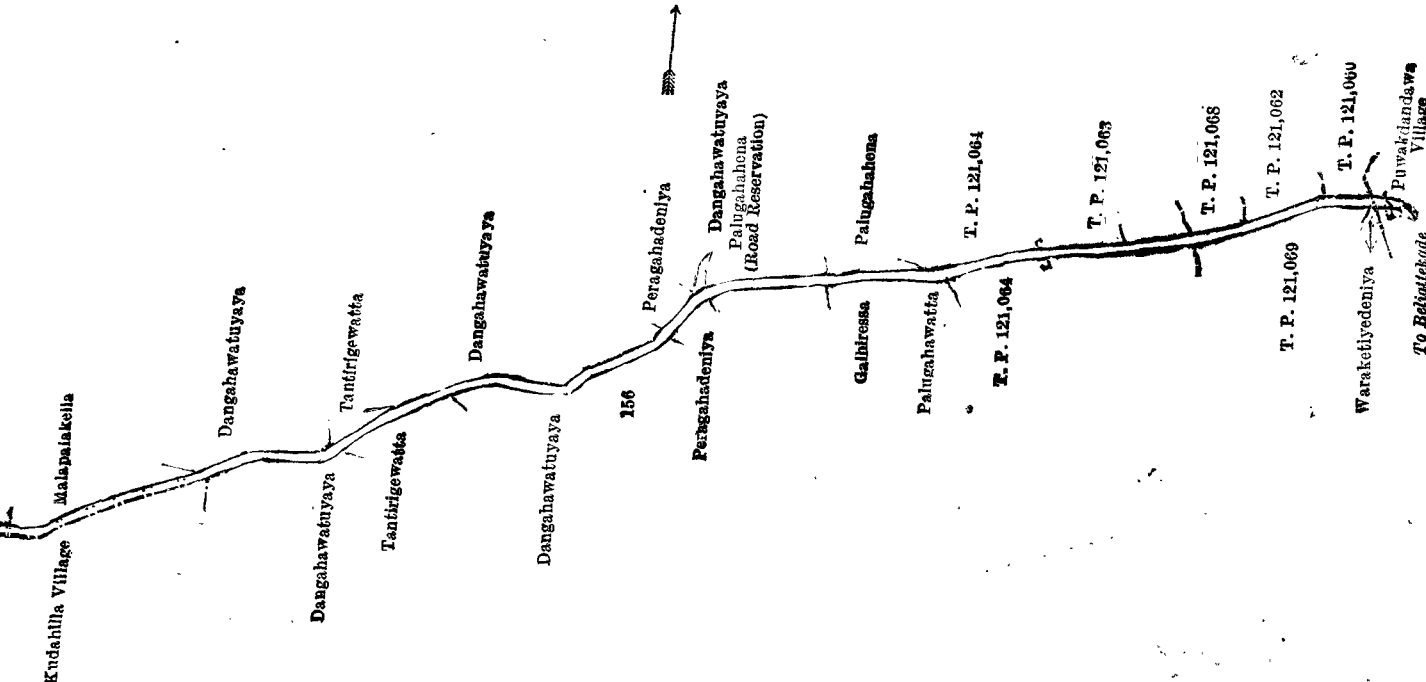 Kudahilla Village
Malapalakella
Dangahawatuyaya
Dangahawatuyaya
Tantirigewatta
Tantirigewatta
Dangahawatuyaya
Dangahawatuyaya
156
Peragahadeniya
Peragahadeniya
Dangahawatuyaya
Palugahahena
(Road Reservation)
Palugahahena
Galhiressa
Palugahawatta
T. P. 121,064
T. P. 121,064
T. P. 121,063
T. P. 121,068
T. P. 121,062
T. P. 121,069
T. P. 121,060
Waraketiyedeniya
Puwakdandawa
Village
To Beliattekade